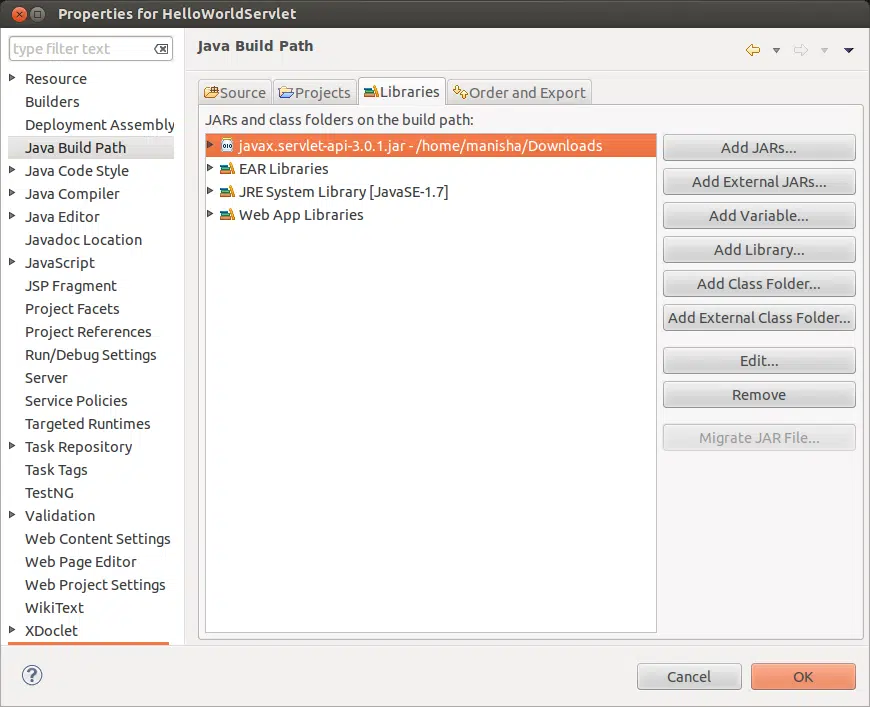 Properties for HelloWorldServlet
type filter text
Resource
Builders
Deployment Assembly
Java Build Path
Java Code Style
Java Compiler
Java Editor
Javadoc Location
JavaScript
JSP Fragment
Project Facets
Project References
Run/Debug Settings
Server
Service Policies
Targeted Runtimes
Task Repository
Task Tags
TestNG
Validation
Web Content Settings
Web Page Editor
Web Project Settings
WikiText
XDoclet
Java Build Path
Source Projects Libraries Order and Export
JARs and class folders on the build path:
javax.servlet-api-3.0.1.jar - /home/manisha/Downloads
EAR Libraries
JRE System Library [JavaSE-1.7]
Web App Libraries
Add JARs...
Add External JARs...
Add Variable...
Add Library...
Add Class Folder...
Add External Class Folder...
Edit...
Remove
Migrate JAR File...
?
Cancel OK